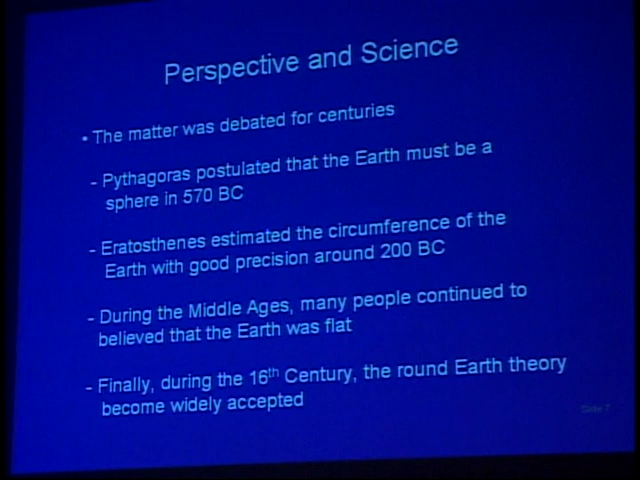 Perspective and Science
• The matter was debated for centuries
- Pythagoras postulated that the Earth must be a
sphere in 570 BC
- Eratosthenes estimated the circumference of the
Earth with good precision around 200 BC
- During the Middle Ages, many people continued to
believed that the Earth was flat
- Finally, during the 16th Century, the round Earth theory
become widely accepted
Slide 7